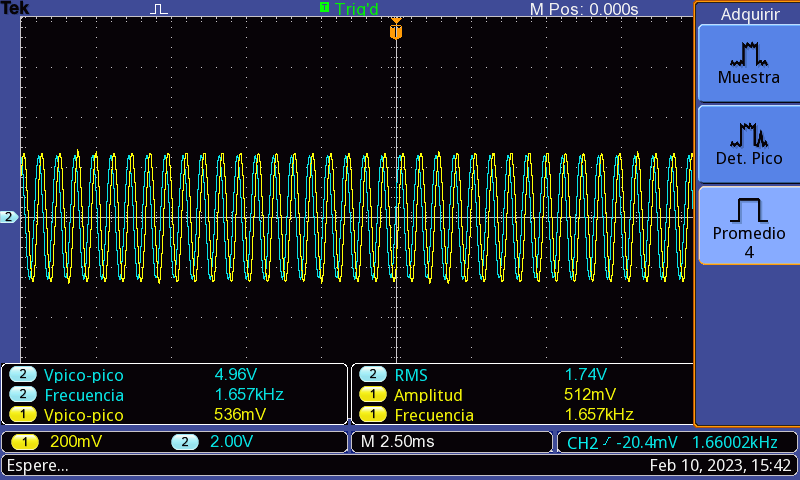 Tek Trig'd M Pos: 0.000s
T
T
Adquirir
Muestra
Det. Pico
Promedio
4
2
2 Vpico-pico 4.96V
2 Frecuencia 1.657kHz
1 Vpico-pico 536mV
2 RMS 1.74V
1 Amplitud 512mV
1 Frecuencia 1.657kHz
1 200mV 2 2.00V M 2.50ms CH2 -20.4mV 1.66002kHz
Espere... Feb 10, 2023, 15:42